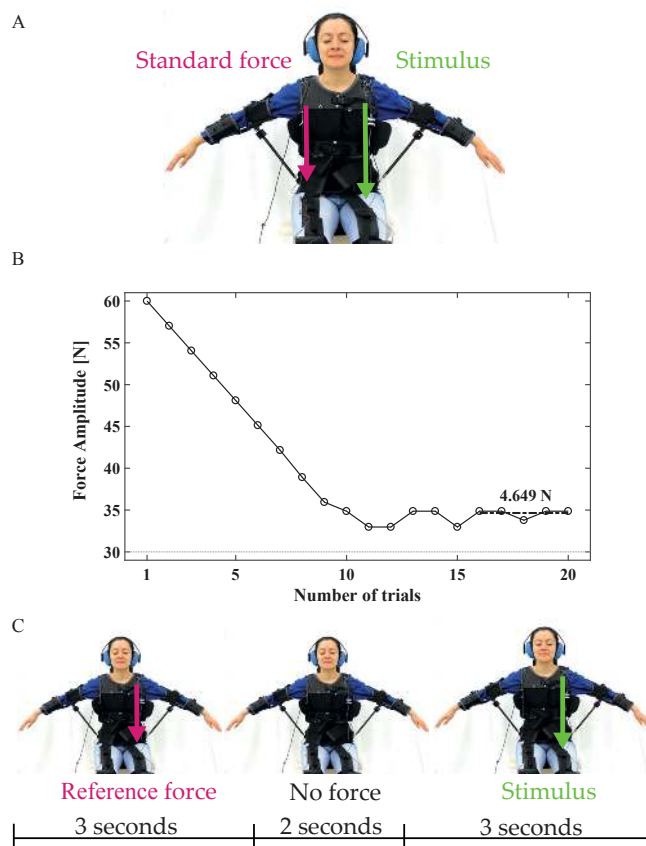 A
Standard force Stimulus
B
60
55
50
45
40
35
30
Force Amplitude [N]
4.649 N
1 5 10 15 20
Number of trials
C
Reference force No force Stimulus
3 seconds 2 seconds 3 seconds